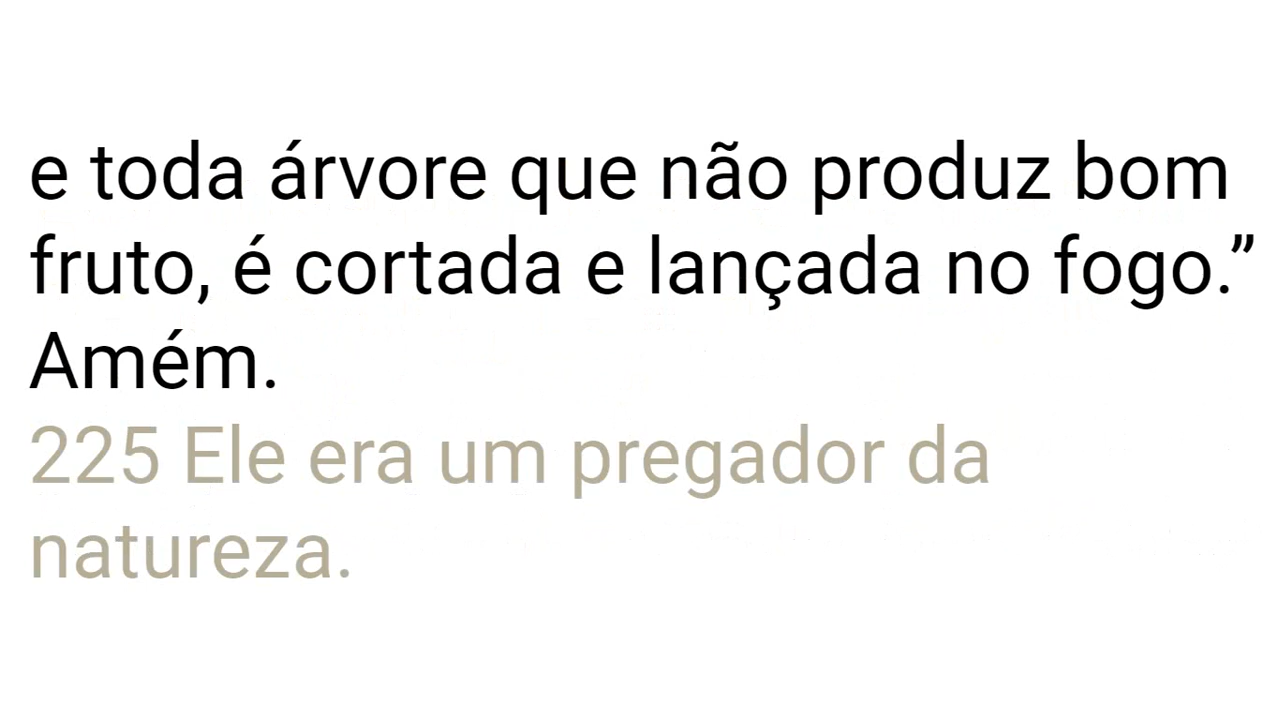 e toda árvore que não produz bom
fruto, é cortada e lançada no fogo.”
Amém.
225 Ele era um pregador da
natureza.